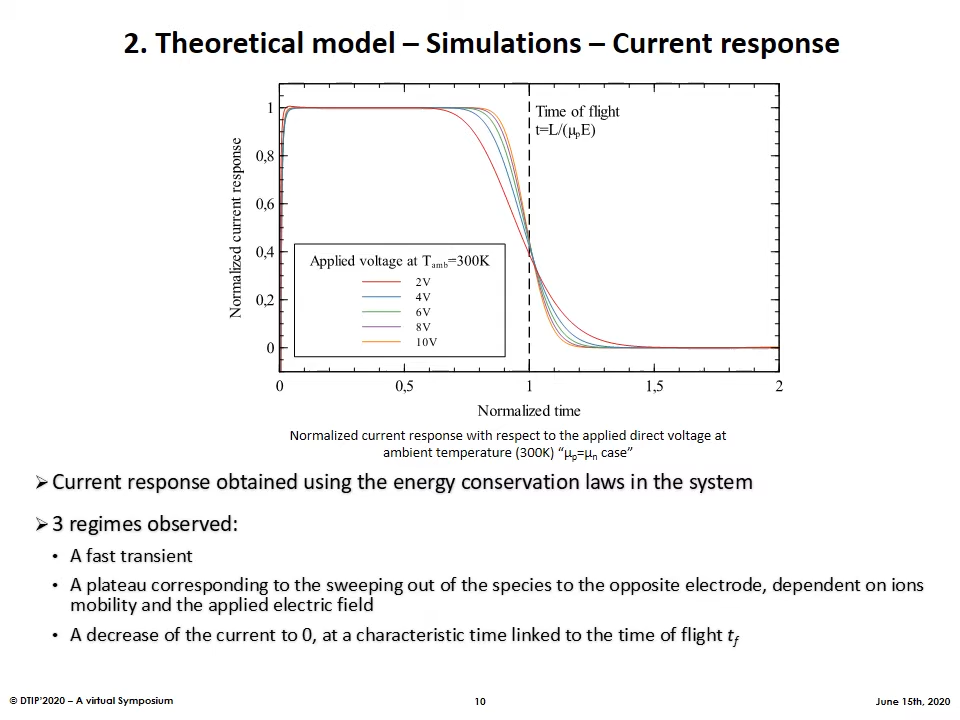 2. Theoretical model – Simulations – Current response
Normalized current response
1
0,8
0,6
0,4
0,2
0
Time of flight
t=L/(μpE)
Applied voltage at Tamb=300K
2V
4V
6V
8V
10V
0
0,5
1
1,5
2
Normalized time
Normalized current response with respect to the applied direct voltage at
ambient temperature (300K) “μp=μn case”
➢ Current response obtained using the energy conservation laws in the system
➢ 3 regimes observed:
• A fast transient
• A plateau corresponding to the sweeping out of the species to the opposite electrode, dependent on ions
mobility and the applied electric field
• A decrease of the current to 0, at a characteristic time linked to the time of flight tf
© DTIP’2020 – A virtual Symposium
10
June 15th, 2020